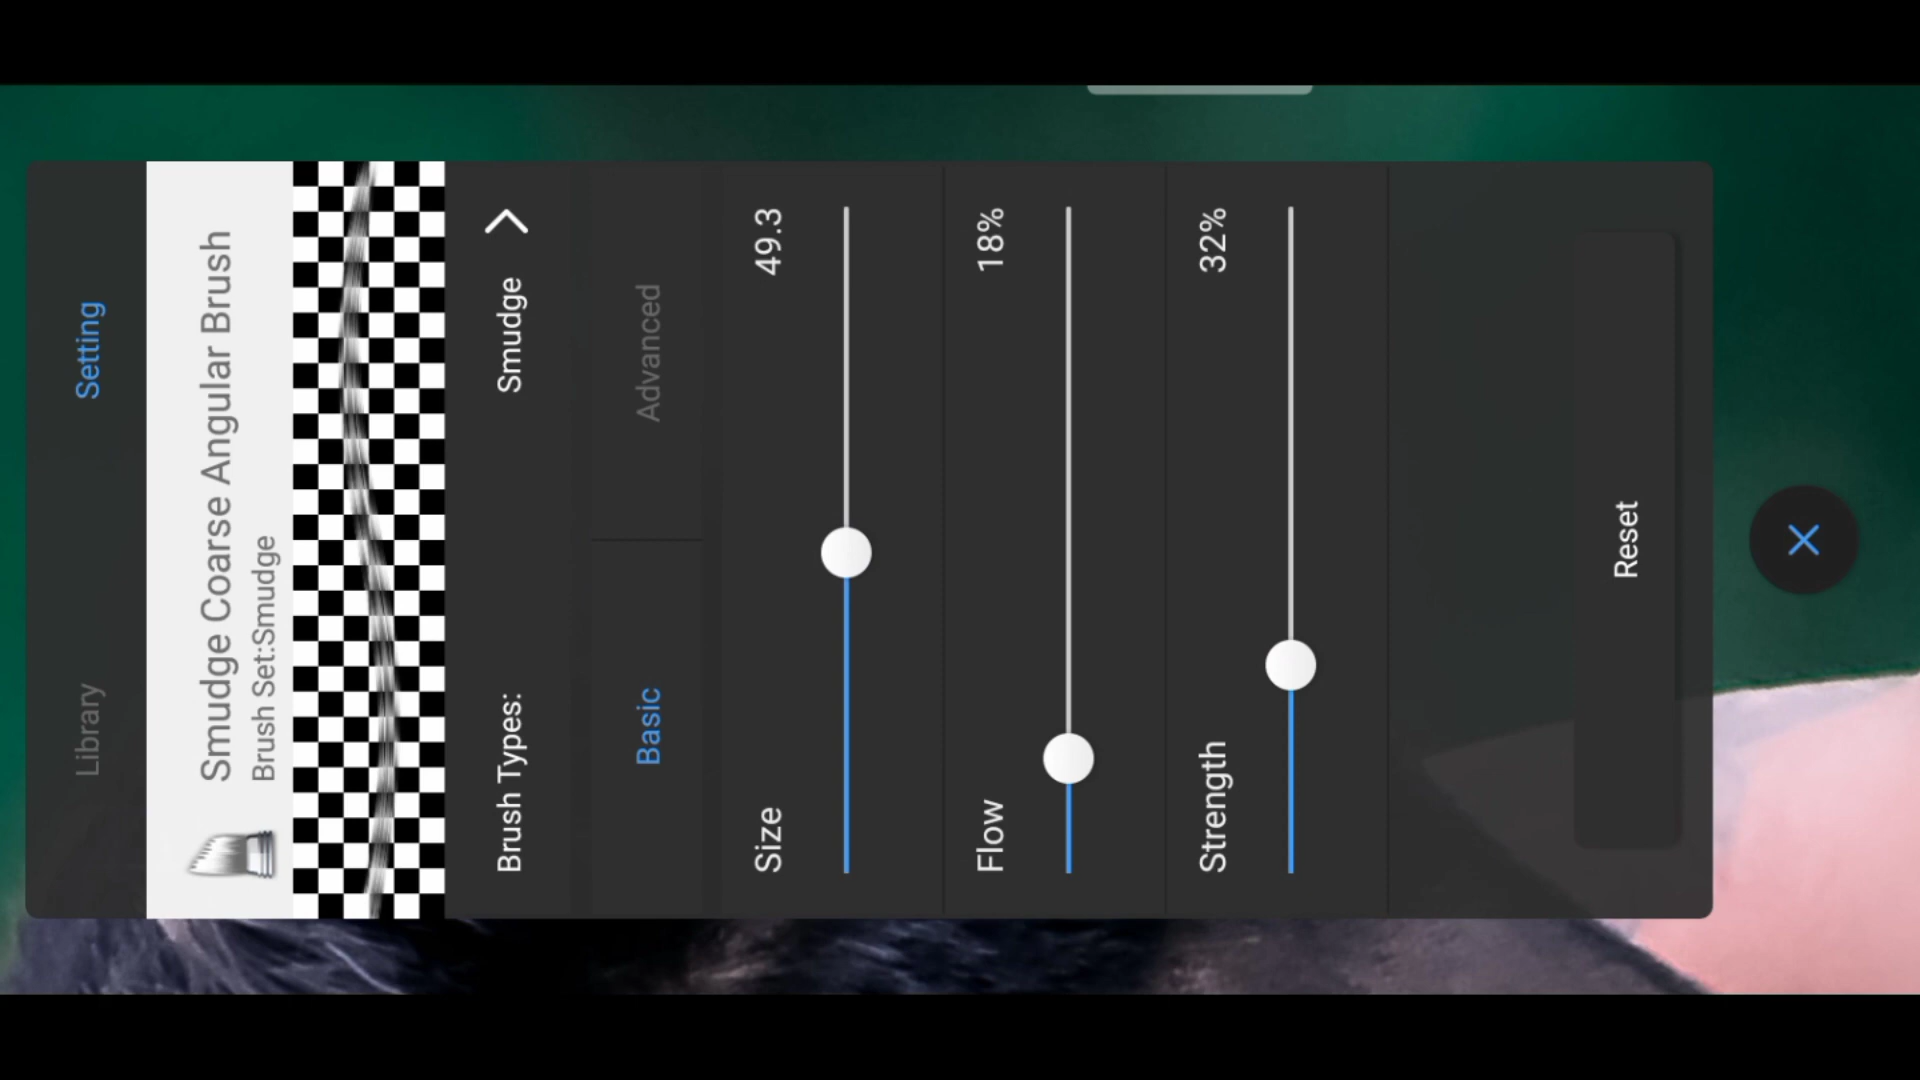 Library
Setting
Smudge Coarse Angular Brush
Brush Set:Smudge
Brush Types:
Smudge
Basic
Advanced
Size
49.3
Flow
18%
Strength
32%
Reset